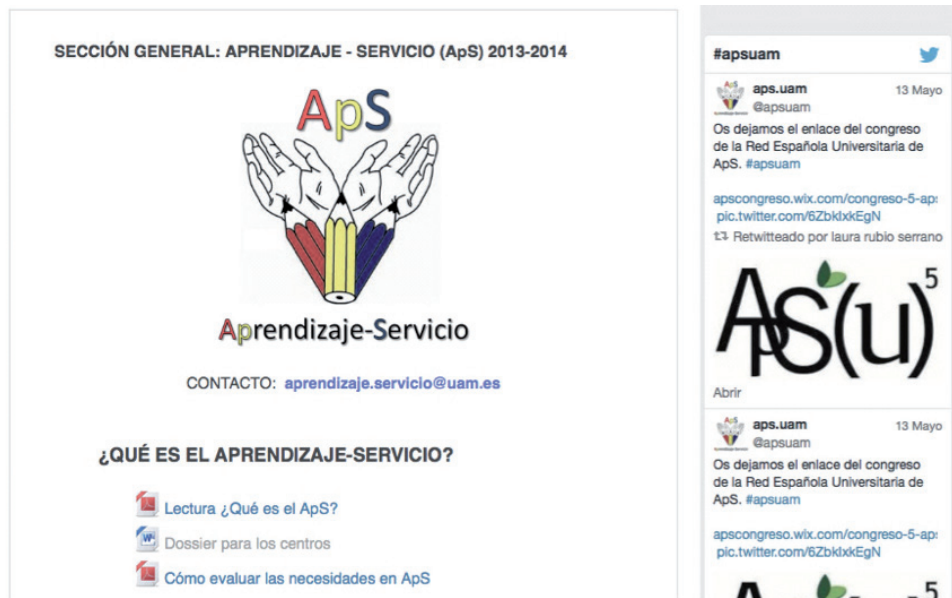 SECCIÓN GENERAL: APRENDIZAJE - SERVICIO (ApS) 2013-2014
ApS
Aprendizaje-Servicio
CONTACTO: aprendizaje.servicio@uam.es
¿QUÉ ES EL APRENDIZAJE-SERVICIO?
Lectura ¿Qué es el ApS?
Dossier para los centros
Cómo evaluar las necesidades en ApS
#apsuam
aps.uam 13 Mayo
@apsuam
Os dejamos el enlace del congreso
de la Red Española Universitaria de
ApS. #apsuam
apscongreso.wix.com/congreso-5-aps
pic.twitter.com/6ZbklxkEgN
Retwitteado por laura rubio serrano
ApS(u)5
Abrir
aps.uam 13 Mayo
@apsuam
Os dejamos el enlace del congreso
de la Red Española Universitaria de
ApS. #apsuam
apscongreso.wix.com/congreso-5-aps
pic.twitter.com/6ZbklxkEgN
5